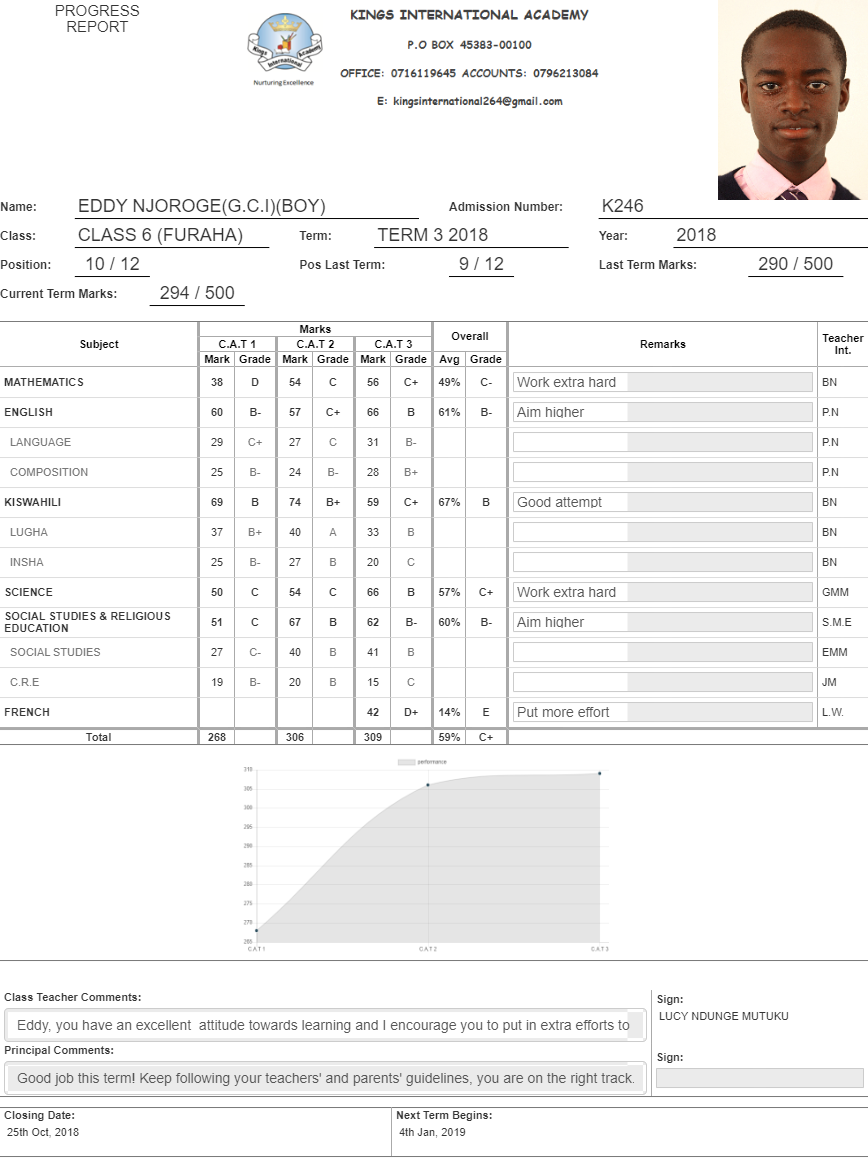 PROGRESS
REPORT
KINGS INTERNATIONAL ACADEMY
P.O BOX 45383-00100
OFFICE: 0716119645 ACCOUNTS: 0796213084
E: kingsinternational264@gmail.com
Kings International Academy
Nurturing Excellence
Name: EDDY NJOROGE(G.C.I)(BOY) Admission Number: K246
Class: CLASS 6 (FURAHA) Term: TERM 3 2018 Year: 2018
Position: 10 / 12 Pos Last Term: 9 / 12 Last Term Marks: 290 / 500
Current Term Marks: 294 / 500
Subject Marks Overall Remarks Teacher Int.
C.A.T 1 C.A.T 2 C.A.T 3
Mark Grade Mark Grade Mark Grade Avg Grade
MATHEMATICS 38 D 54 C 56 C+ 49% C- Work extra hard BN
ENGLISH 60 B- 57 C+ 66 B 61% B- Aim higher P.N
LANGUAGE 29 C+ 27 C 31 B- P.N
COMPOSITION 25 B- 24 B- 28 B+ P.N
KISWAHILI 69 B 74 B+ 59 C+ 67% B Good attempt BN
LUGHA 37 B+ 40 A 33 B BN
INSHA 25 B- 27 B 20 C BN
SCIENCE 50 C 54 C 66 B 57% C+ Work extra hard GMM
SOCIAL STUDIES & RELIGIOUS
EDUCATION 51 C 67 B 62 B- 60% B- Aim higher S.M.E
SOCIAL STUDIES 27 C- 40 B 41 B EMM
C.R.E 19 B- 20 B 15 C JM
FRENCH 42 D+ 14% E Put more effort L.W.
Total 268 306 309 59% C+
performance
310
305
300
295
290
285
280
275
270
265
CAT1 CAT2 CAT3
Class Teacher Comments:
Eddy, you have an excellent attitude towards learning and I encourage you to put in extra efforts to
Sign:
LUCY NDUNGE MUTUKU
Principal Comments:
Good job this term! Keep following your teachers' and parents' guidelines, you are on the right track.
Sign:
Closing Date: Next Term Begins:
25th Oct, 2018 4th Jan, 2019